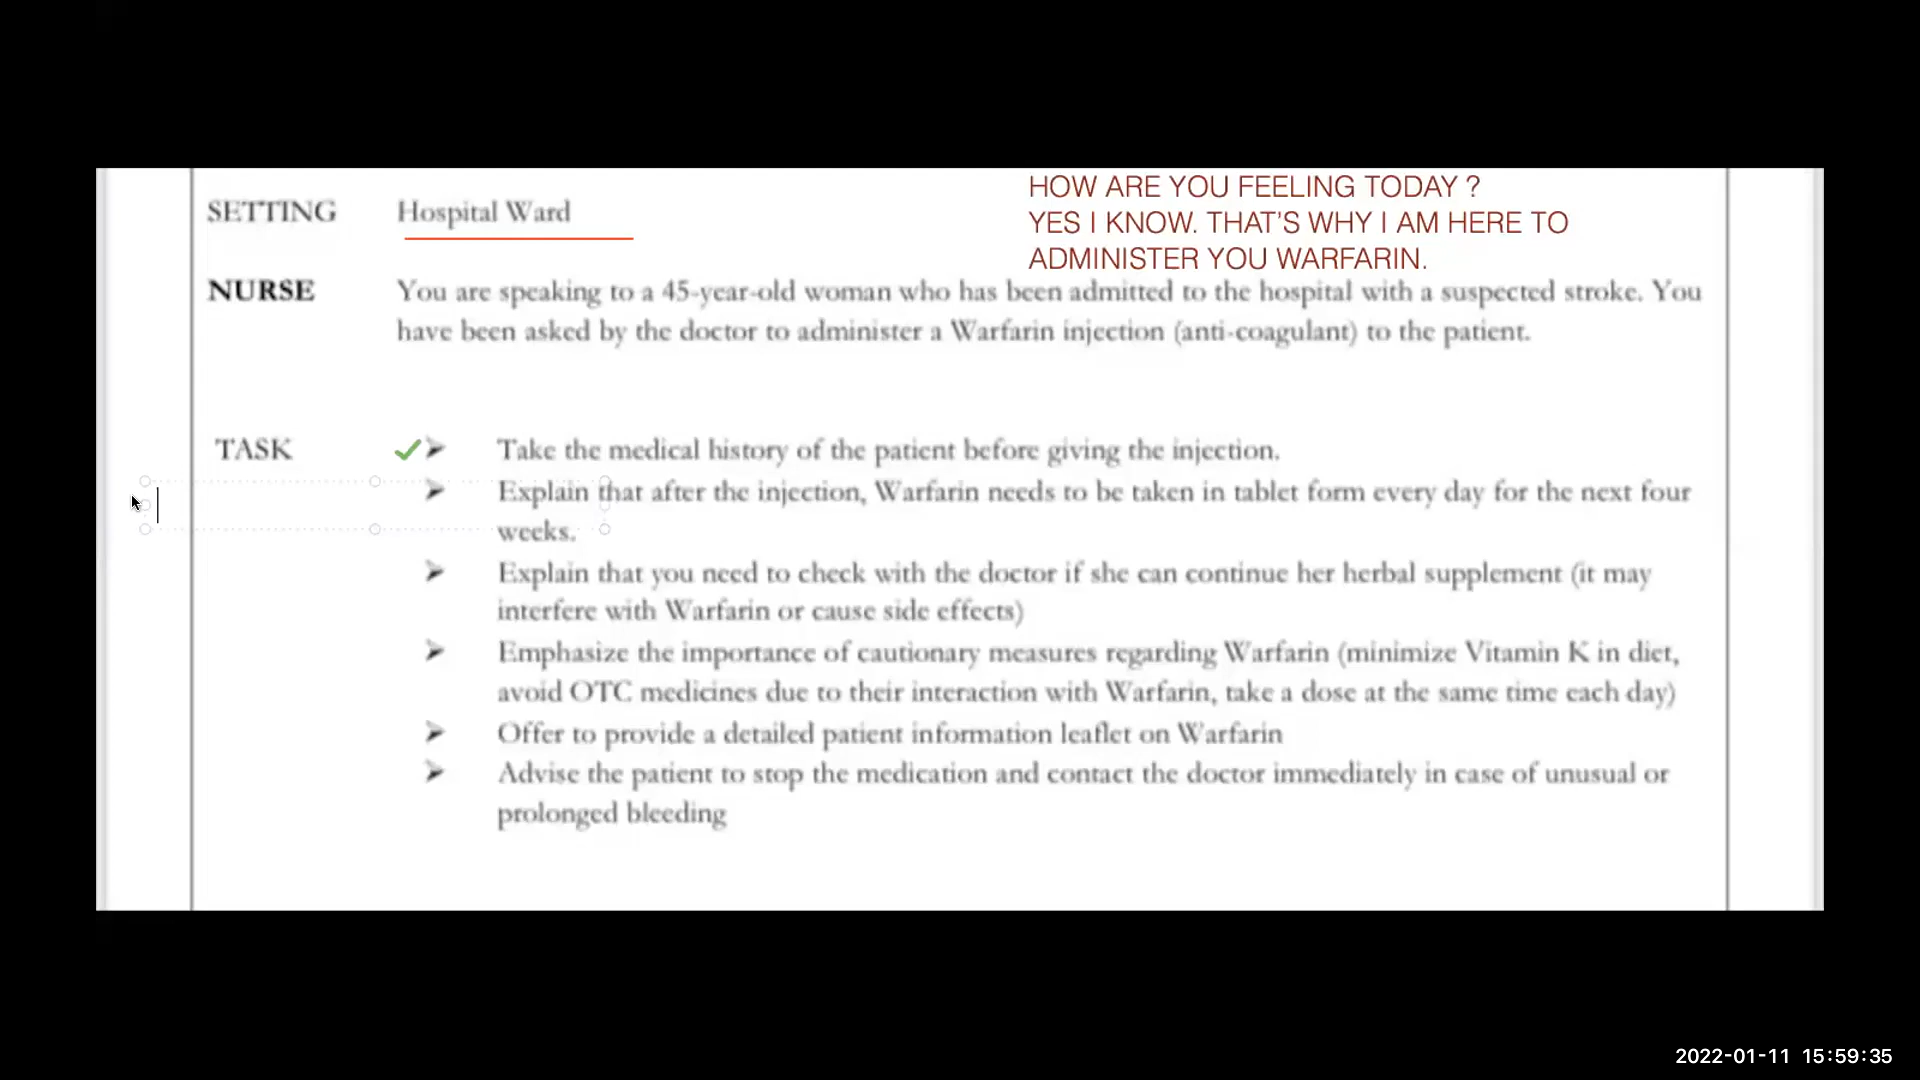 HOW ARE YOU FEELING TODAY ?
YES I KNOW. THAT'S WHY I AM HERE TO
ADMINISTER YOU WARFARIN.
SETTING Hospital Ward
NURSE You are speaking to a 45-year-old woman who has been admitted to the hospital with a suspected stroke. You
have been asked by the doctor to administer a Warfarin injection (anti-coagulant) to the patient.
TASK ➢ Take the medical history of the patient before giving the injection.
➢ Explain that after the injection, Warfarin needs to be taken in tablet form every day for the next four
weeks.
➢ Explain that you need to check with the doctor if she can continue her herbal supplement (it may
interfere with Warfarin or cause side effects)
➢ Emphasize the importance of cautionary measures regarding Warfarin (minimize Vitamin K in diet,
avoid OTC medicines due to their interaction with Warfarin, take a dose at the same time each day)
➢ Offer to provide a detailed patient information leaflet on Warfarin
➢ Advise the patient to stop the medication and contact the doctor immediately in case of unusual or
prolonged bleeding
2022-01-11 15:59:35